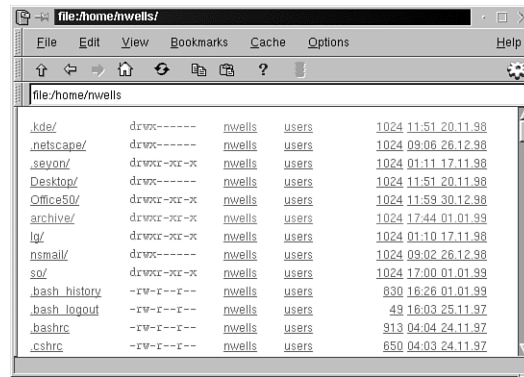 file:/home/nwells/
File Edit View Bookmarks Cache Options Help
?
file:/home/nwells
.kde/ drwx------ nwells users 1024 11:51 20.11.98
.netscape/ drwx------ nwells users 1024 09:06 26.12.98
.seyon/ drwxr-xr-x nwells users 1024 01:11 17.11.98
Desktop/ drwx------ nwells users 1024 11:51 20.11.98
Office50/ drwxr-xr-x nwells users 1024 11:59 30.12.98
archive/ drwxr-xr-x nwells users 1024 17:44 01.01.99
lg/ drwxr-xr-x nwells users 1024 01:10 17.11.98
nsmail/ drwxr-xr-x nwells users 1024 09:02 26.12.98
so/ drwxr-xr-x nwells users 1024 17:00 01.01.99
.bash_history -rw-r--r-- nwells users 830 16:26 01.01.99
.bash_logout -rw-r--r-- nwells users 49 16:03 25.11.97
.bashrc -rw-r--r-- nwells users 913 04:04 24.11.97
.cshrc -rw-r--r-- nwells users 650 04:03 24.11.97